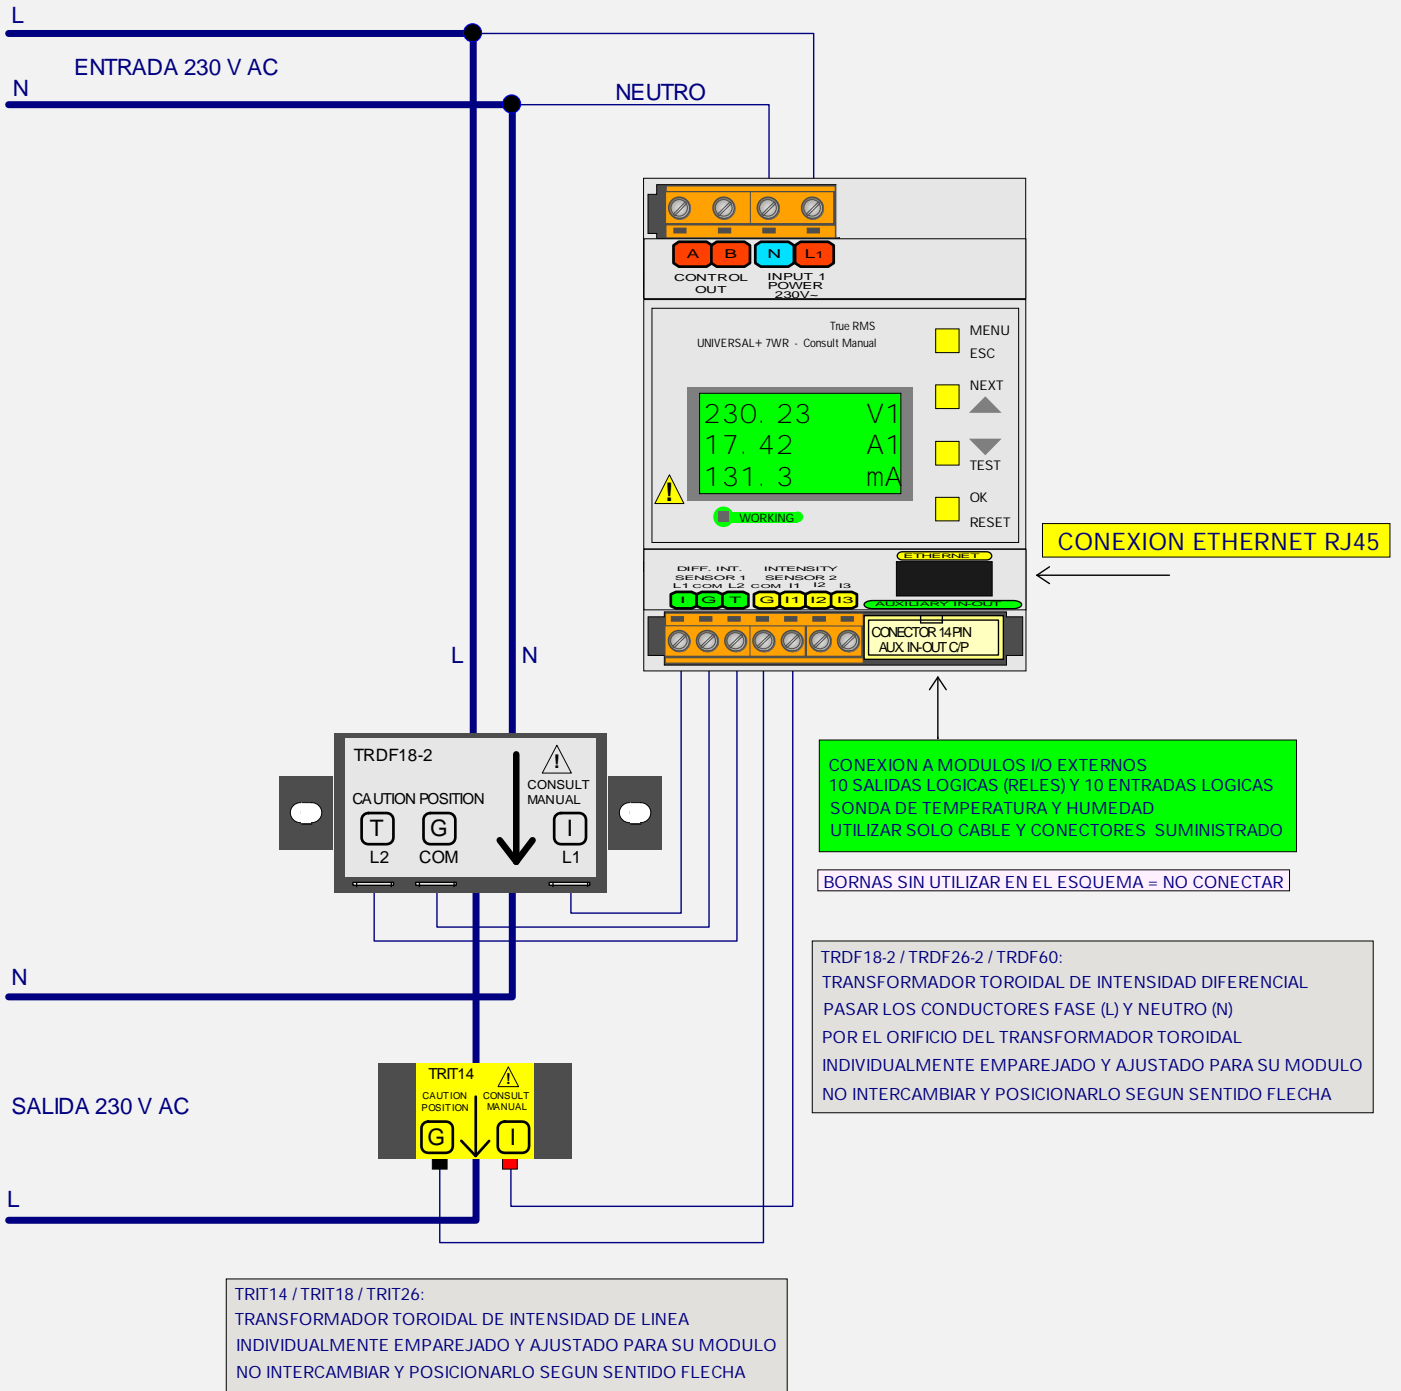 L
ENTRADA 230 V AC
N
NEUTRO
A B N L1
CONTROL OUT
INPUT 1
POWER
230V~
True RMS
UNIVERSAL+ 7WR - Consult Manual
MENU
ESC
NEXT
TEST
OK
RESET
230.23 V1
17.42 A1
131.3 mA
WORKING
CONEXION ETHERNET RJ45
ETHERNET
DIFF. INT.
SENSOR 1
L1 COM L2
INTENSITY
SENSOR 2
COM I1 I2 I3
I G T G I1 I2 I3
AUXILIARY IN-OUT
CONECTOR 14 PIN
AUX. IN-OUT C/P
L N
TRDF18-2
CONSULT
MANUAL
CAUTION POSITION
T G I
L2 COM L1
CONEXION A MODULOS I/O EXTERNOS
10 SALIDAS LOGICAS (RELES) Y 10 ENTRADAS LOGICAS
SONDA DE TEMPERATURA Y HUMEDAD
UTILIZAR SOLO CABLE Y CONECTORES SUMINISTRADO
BORNAS SIN UTILIZAR EN EL ESQUEMA = NO CONECTAR
TRDF18-2 / TRDF26-2 / TRDF60:
TRANSFORMADOR TOROIDAL DE INTENSIDAD DIFERENCIAL
PASAR LOS CONDUCTORES FASE (L) Y NEUTRO (N)
POR EL ORIFICIO DEL TRANSFORMADOR TOROIDAL
INDIVIDUALMENTE EMPAREJADO Y AJUSTADO PARA SU MODULO
NO INTERCAMBIAR Y POSICIONARLO SEGUN SENTIDO FLECHA
N
SALIDA 230 V AC
TRIT14
CAUTION
POSITION
CONSULT
MANUAL
G I
L
TRIT14 / TRIT18 / TRIT26:
TRANSFORMADOR TOROIDAL DE INTENSIDAD DE LINEA
INDIVIDUALMENTE EMPAREJADO Y AJUSTADO PARA SU MODULO
NO INTERCAMBIAR Y POSICIONARLO SEGUN SENTIDO FLECHA